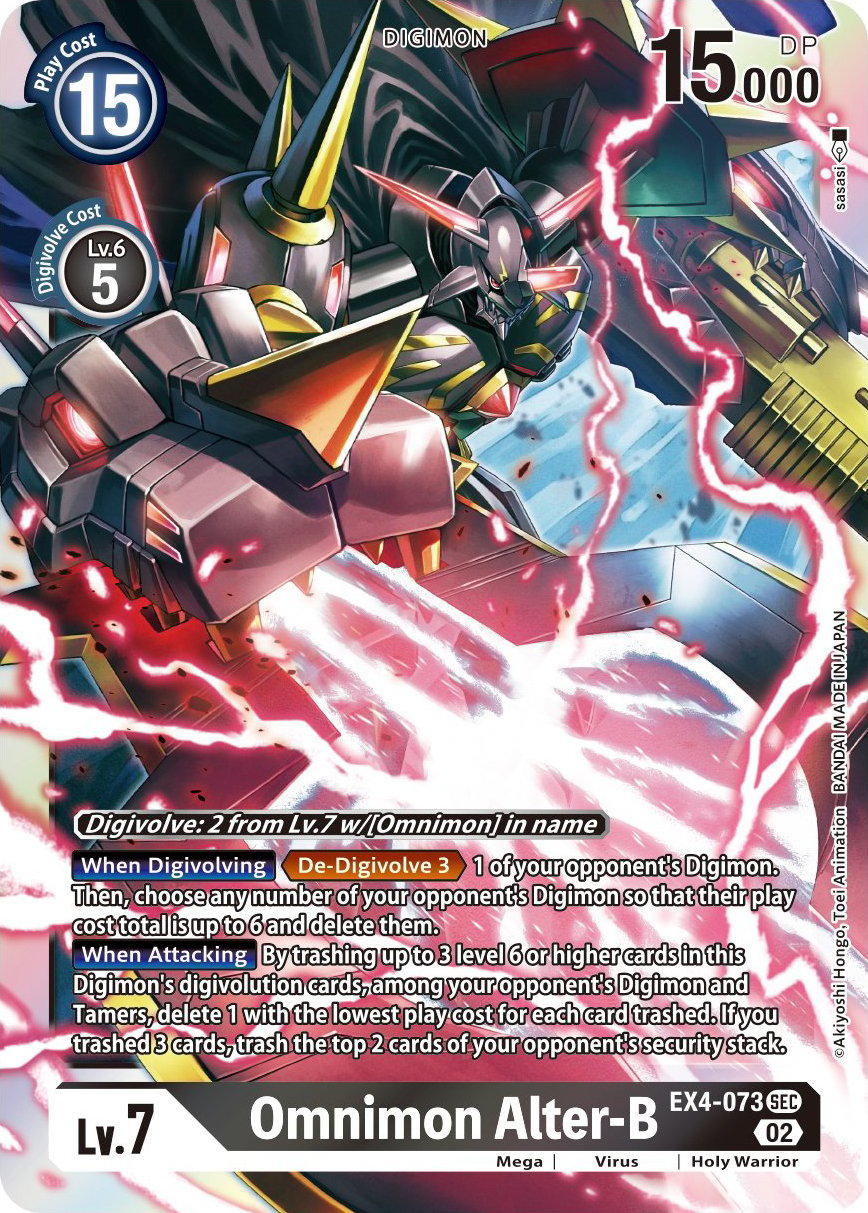 DIGIMON
Play Cost
15
DP
15000
sasasi
Digivolve Cost
Lv.6
5
©Akiyoshi Hongo, Toei Animation BANDAI MADE IN JAPAN
Digivolve: 2 from Lv.7 w/[Omnimon] in name
When Digivolving De-Digivolve 3 1 of your opponent's Digimon.
Then, choose any number of your opponent's Digimon so that their play
cost total is up to 6 and delete them.
When Attacking By trashing up to 3 level 6 or higher cards in this
Digimon's digivolution cards, among your opponent's Digimon and
Tamers, delete 1 with the lowest play cost for each card trashed. If you
trashed 3 cards, trash the top 2 cards of your opponent's security stack.
Lv.7
Omnimon Alter-B
EX4-073 SEC
02
Mega | Virus | Holy Warrior